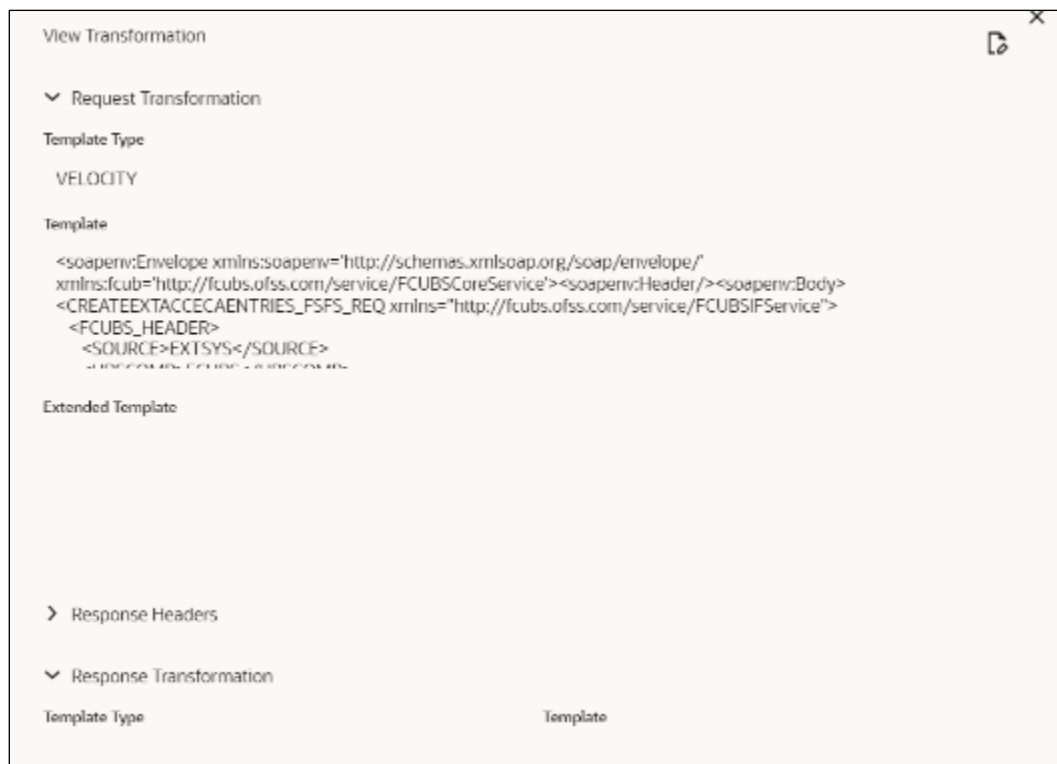 View Transformation
Request Transformation
Template Type
VELOCITY
Template
<soapenv:Envelope xmlns:soapenv='http://schemas.xmlsoap.org/soap/envelope/'
xmlns:fcub='http://fcubs.ofss.com/service/FCUBSCoreService'><soapenv:Header/><soapenv:Body>
<CREATEEXTACCECAENTRIES_FSFS_REQ xmlns="http://fcubs.ofss.com/service/FCUBSIFService">
<FCUBS_HEADER>
<SOURCE>EXTSYS</SOURCE>
Extended Template
Response Headers
Response Transformation
Template Type Template